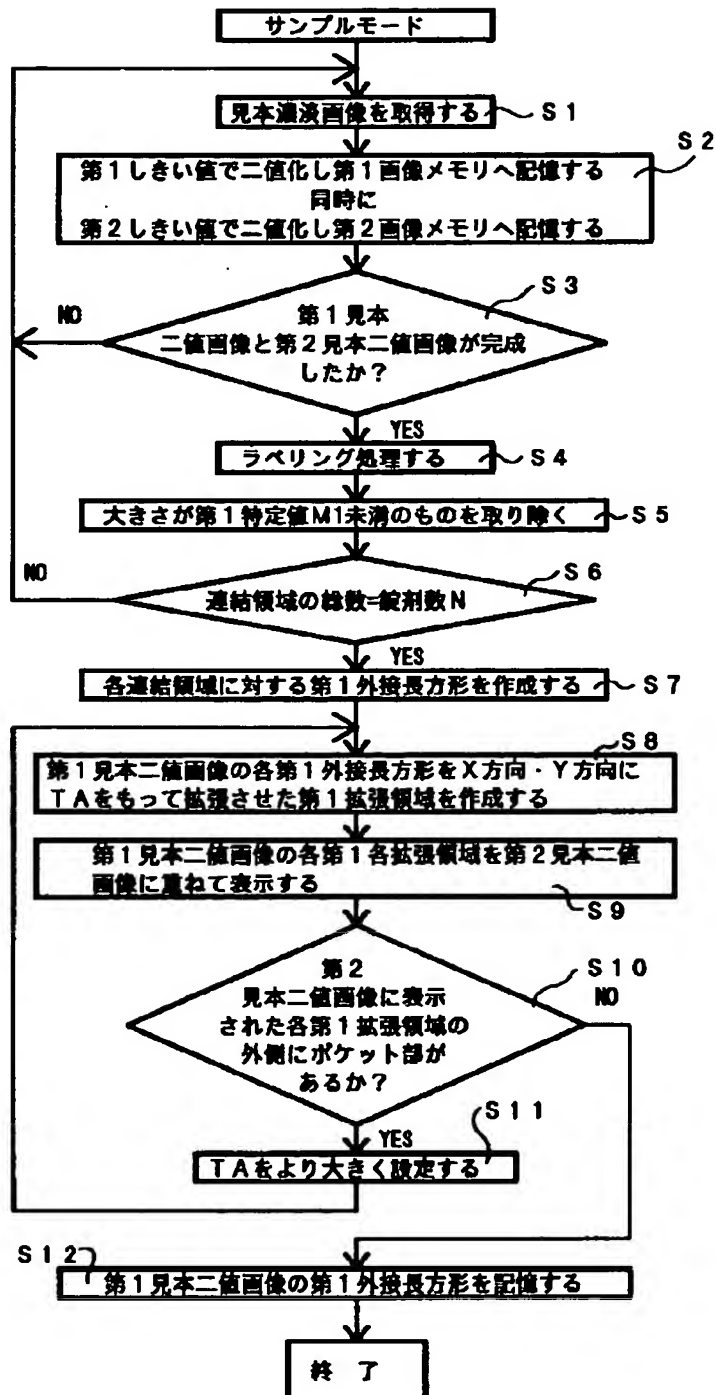 サンプルモード
見本濃淡画像を取得する
S1
S2
第1しきい値で二値化し第1画像メモリへ記憶する
同時に
第2しきい値で二値化し第2画像メモリへ記憶する
S3
NO
第1見本
二値画像と第2見本二値画像が完成
したか？
YES
ラベリング処理する
S4
大きさが第1特定値M1未満のものを取り除く
S5
NO
S6
連結領域の総数=錠剤数N
YES
各連結領域に対する第1外接長方形を作成する
S7
S8
第1見本二値画像の各第1外接長方形をX方向・Y方向に
TAをもって拡張させた第1拡張領域を作成する
第1見本二値画像の各第1各拡張領域を第2見本二値
画像に重ねて表示する
S9
第2
S10
見本二値画像に表示
NO
された各第1拡張領域の
外側にポケット部が
あるか？
S11
YES
TAをより大きく設定する
S12
第1見本二値画像の第1外接長方形を記憶する
終了